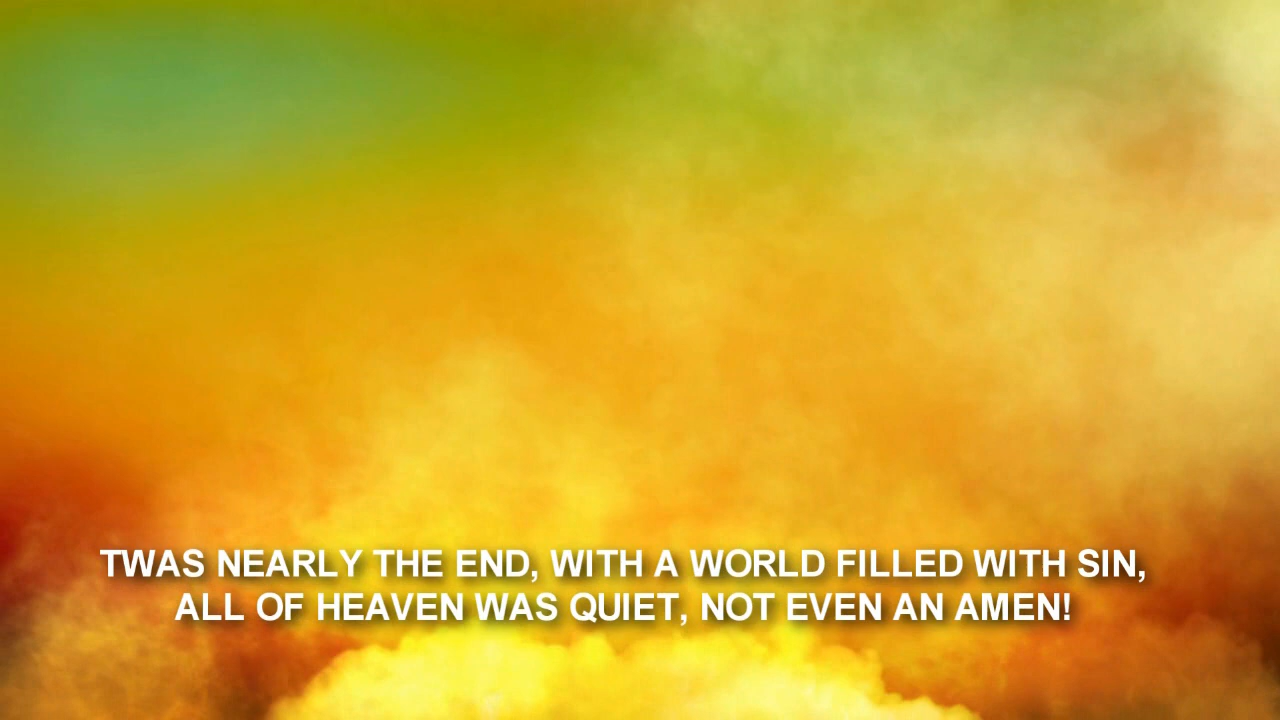 TWAS NEARLY THE END, WITH A WORLD FILLED WITH SIN,
ALL OF HEAVEN WAS QUIET, NOT EVEN AN AMEN!